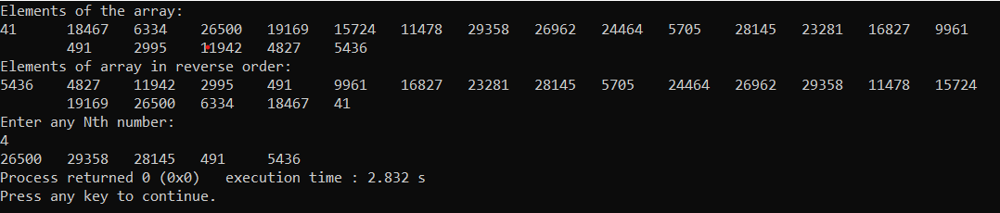 Elements of the array:
41 18467 6334 26500 19169 15724 11478 29358 26962 24464 5705 28145 23281 16827 9961
491 2995 11942 4827 5436
Elements of array in reverse order:
5436 4827 11942 2995 491 9961 16827 23281 28145 5705 24464 26962 29358 11478 15724
19169 26500 6334 18467 41
Enter any Nth number:
4
26500 29358 28145 491 5436
Process returned 0 (0x0) execution time : 2.832 s
Press any key to continue.